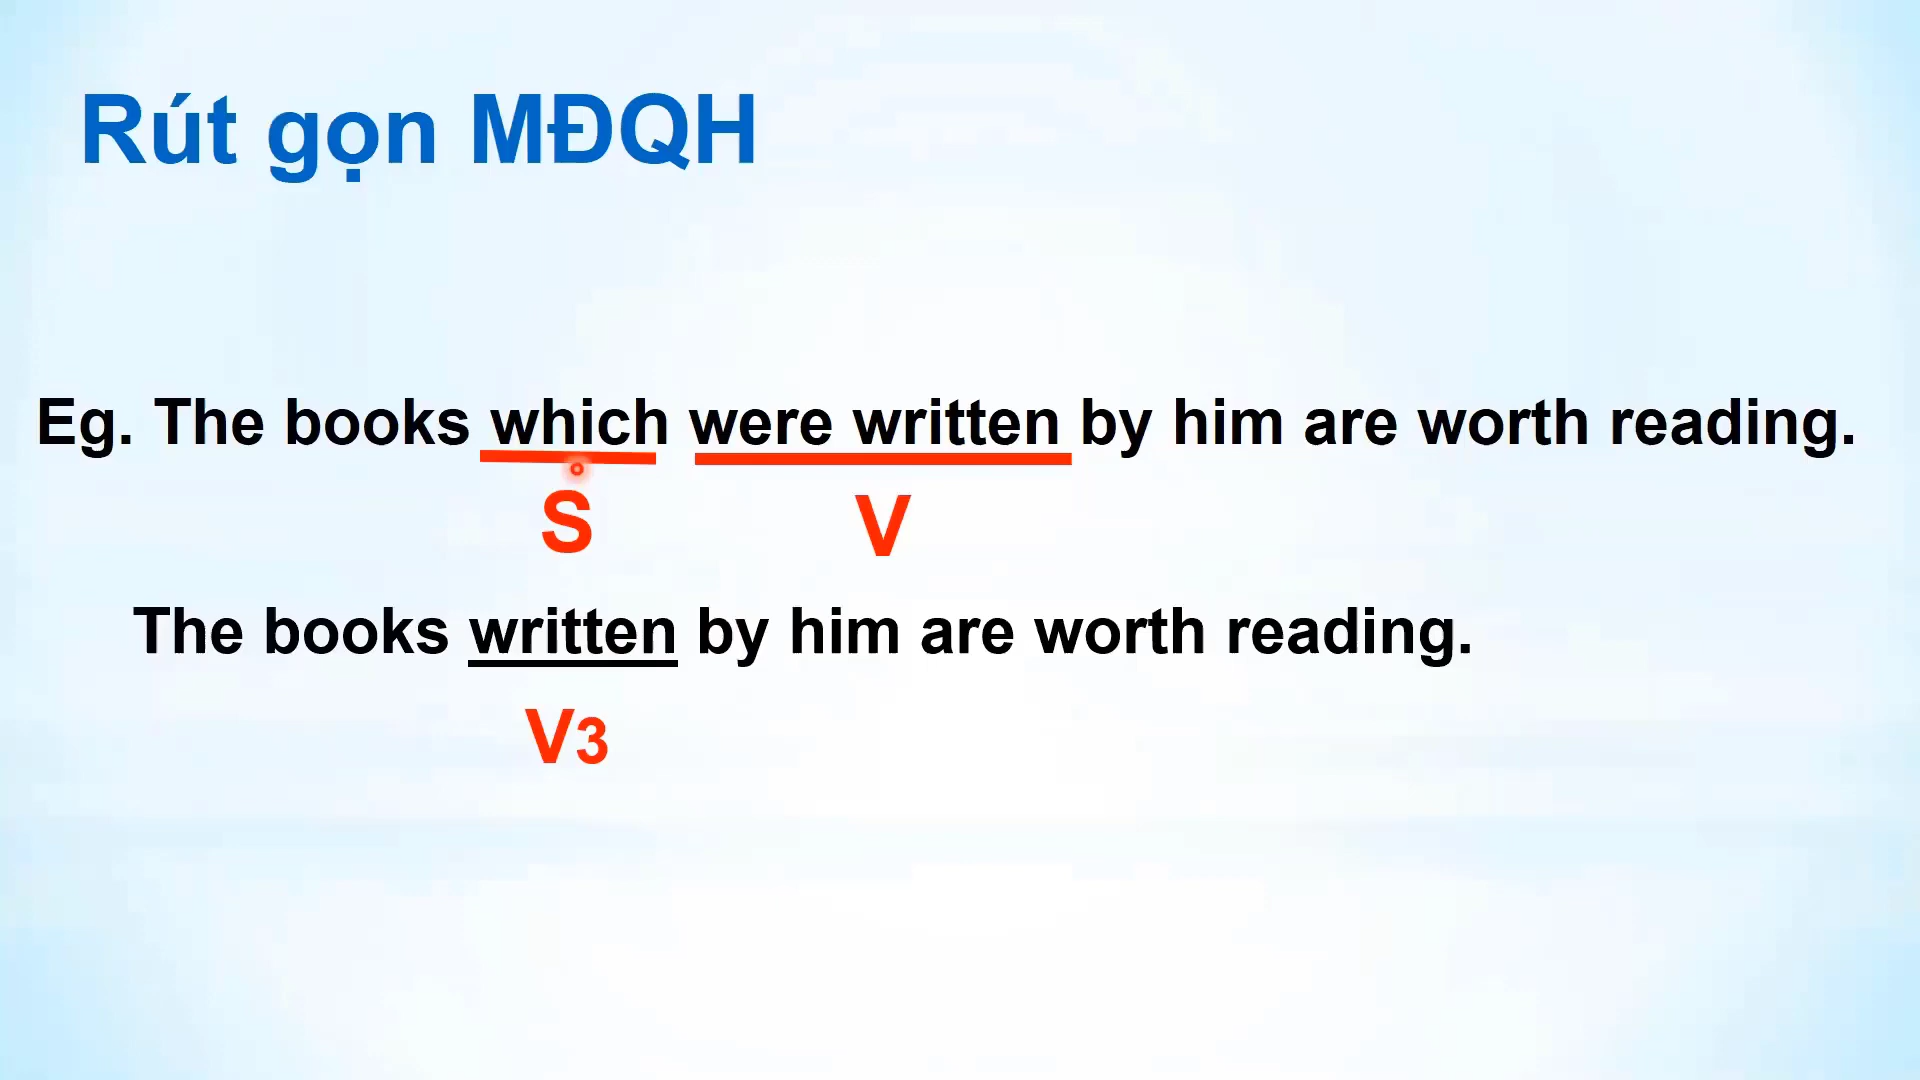 Rút gọn MĐQH
Eg. The books which were written by him are worth reading.
S V
The books written by him are worth reading.
V3